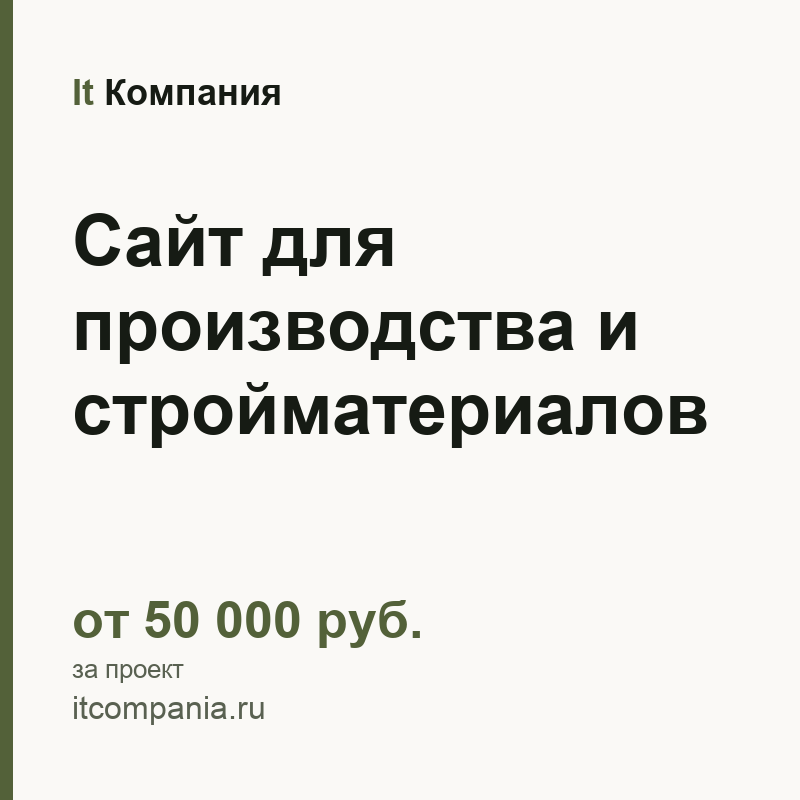 It Компания
Сайт для
производства и
стройматериалов
от 50 000 руб.
за проект
itcompania.ru